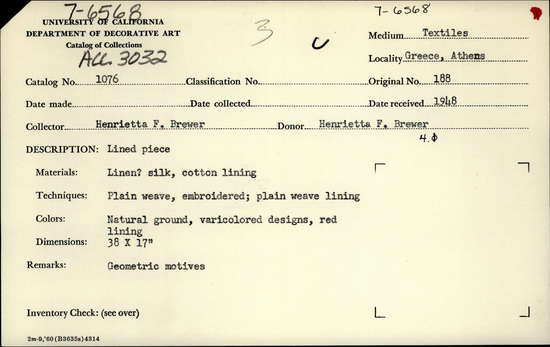 7-6568 7-6568
UNIVERSITY OF CALIFORNIA
DEPARTMENT OF DECORATIVE ART 3 Medium Textiles
Catalog of Collections
Acc. 3032 Locality Greece, Athens
Catalog No. 1076 Classification No. Original No. 188
Date made Date collected Date received 1948
Collector Henrietta F. Brewer Donor Henrietta F. Brewer
DESCRIPTION: Lined piece
Materials: Linen? silk, cotton lining
Techniques: Plain weave, embroidered; plain weave lining
Colors: Natural ground, varicolored designs, red
lining
Dimensions: 38 X 17"
Remarks: Geometric motives
Inventory Check: (see over)
2m-9,'60 (B3635s) 4314